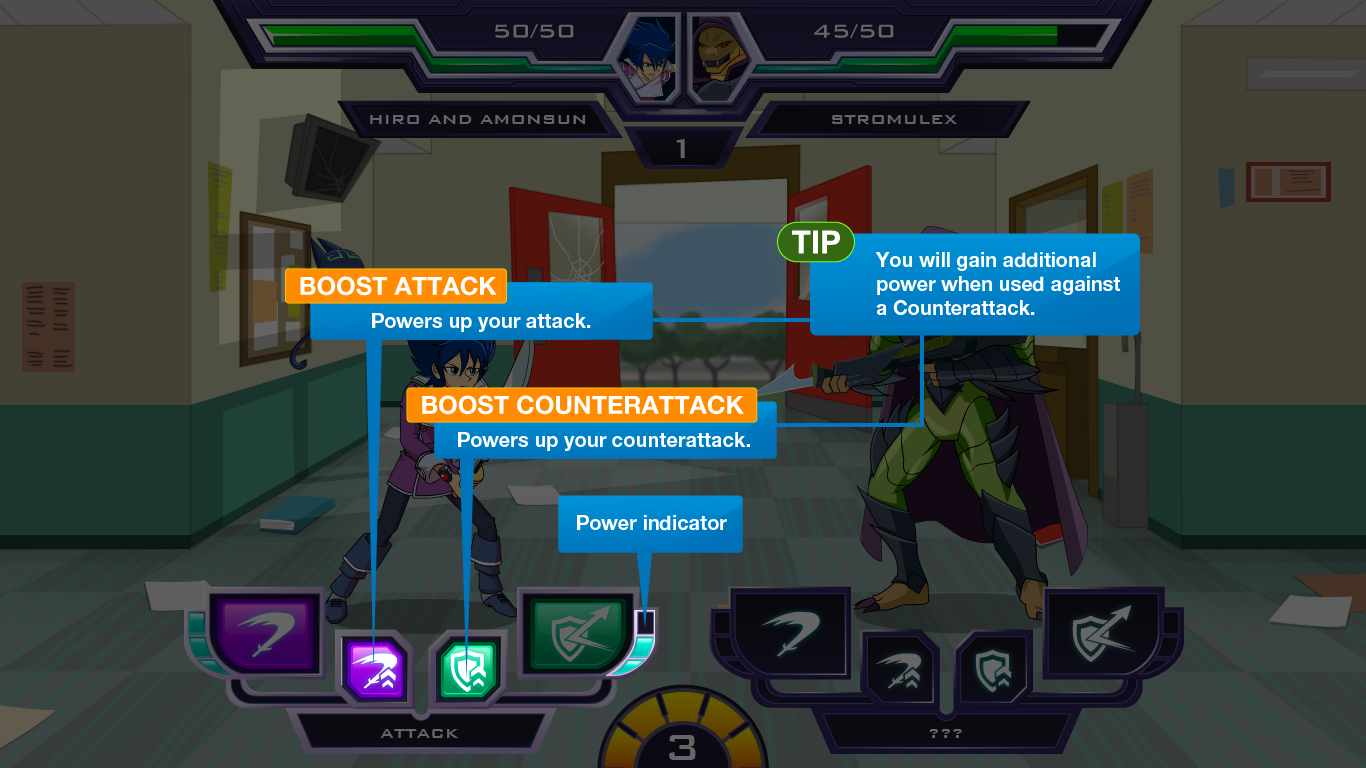 50/50
45/50
HIRO AND AMONSUN
STROMULEX
1
TIP
You will gain additional
power when used against
a Counterattack.
BOOST ATTACK
Powers up your attack.
BOOST COUNTERATTACK
Powers up your counterattack.
Power indicator
ATTACK
3
???